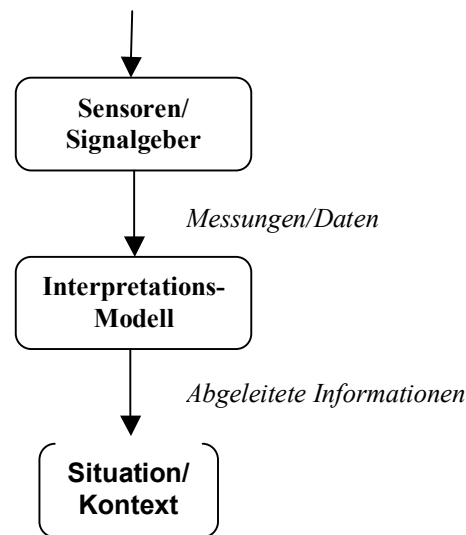 Sensoren/
Signalgeber
Messungen/Daten
Interpretations-
Modell
Abgeleitete Informationen
Situation/
Kontext